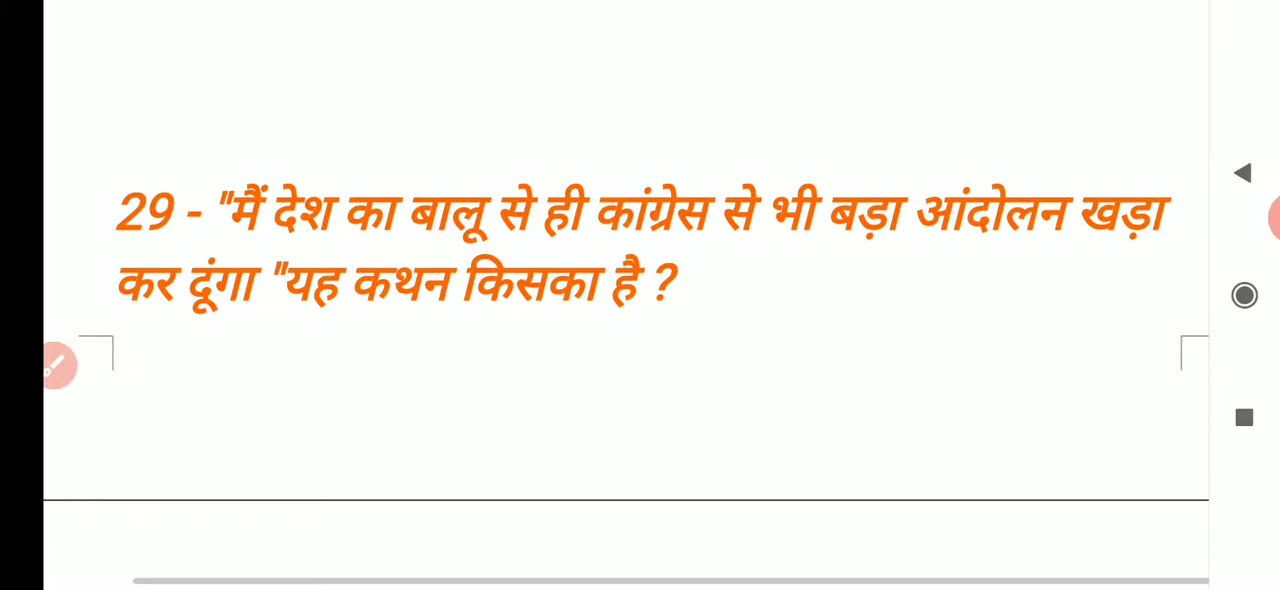 29 - "मैं देश का बालू से ही कांग्रेस से भी बड़ा आंदोलन खड़ा
कर दूंगा "यह कथन किसका है ?